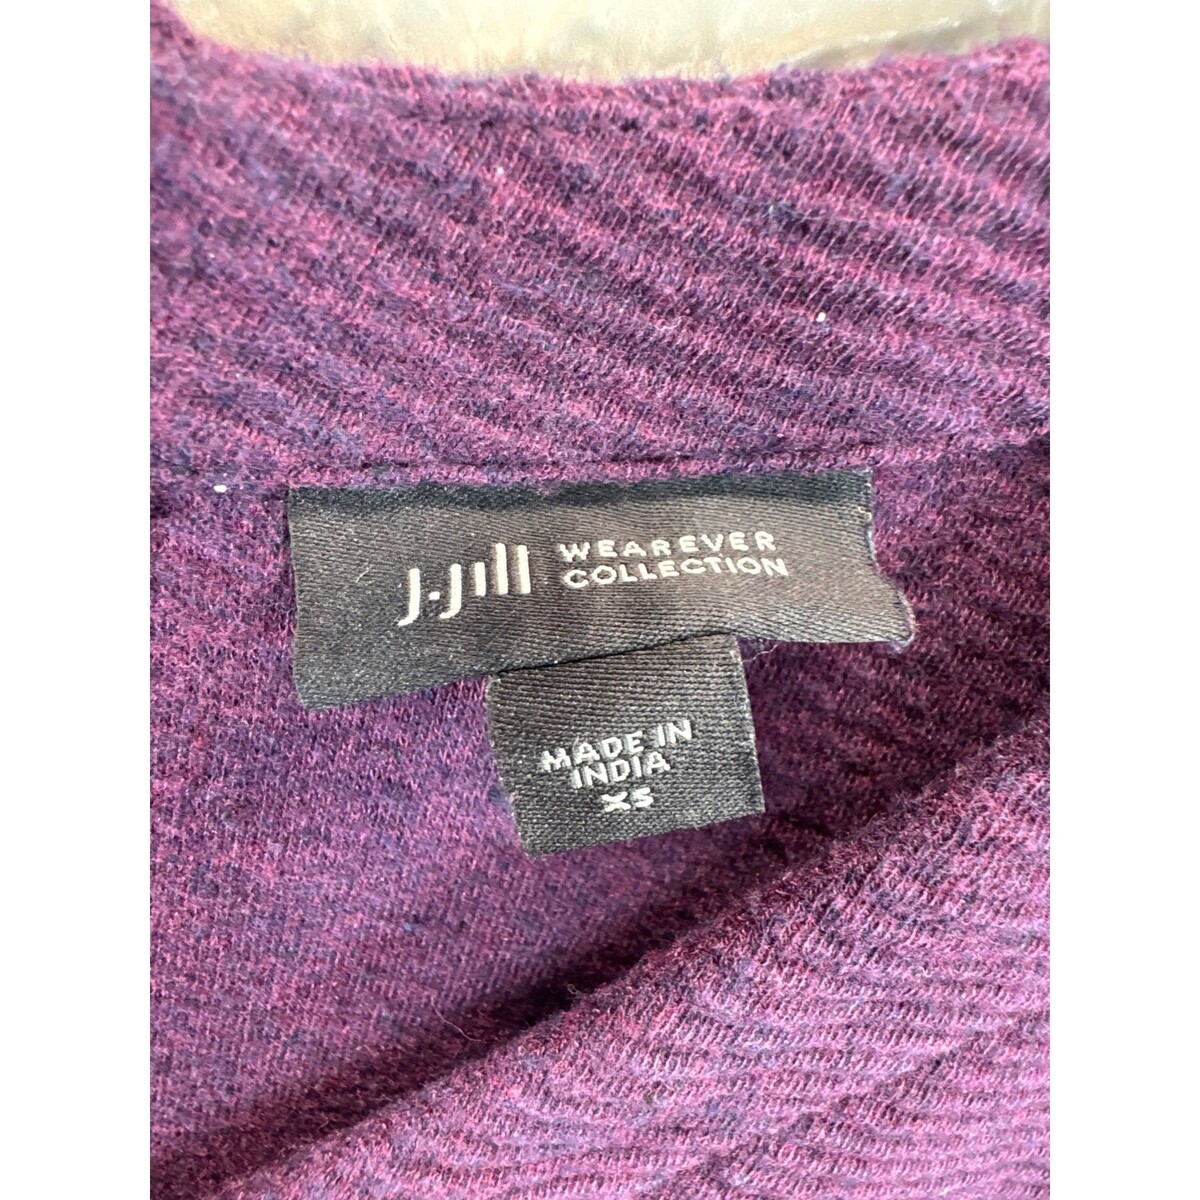 J.Jill WEAREVER
COLLECTION
MADE IN
INDIA
XS